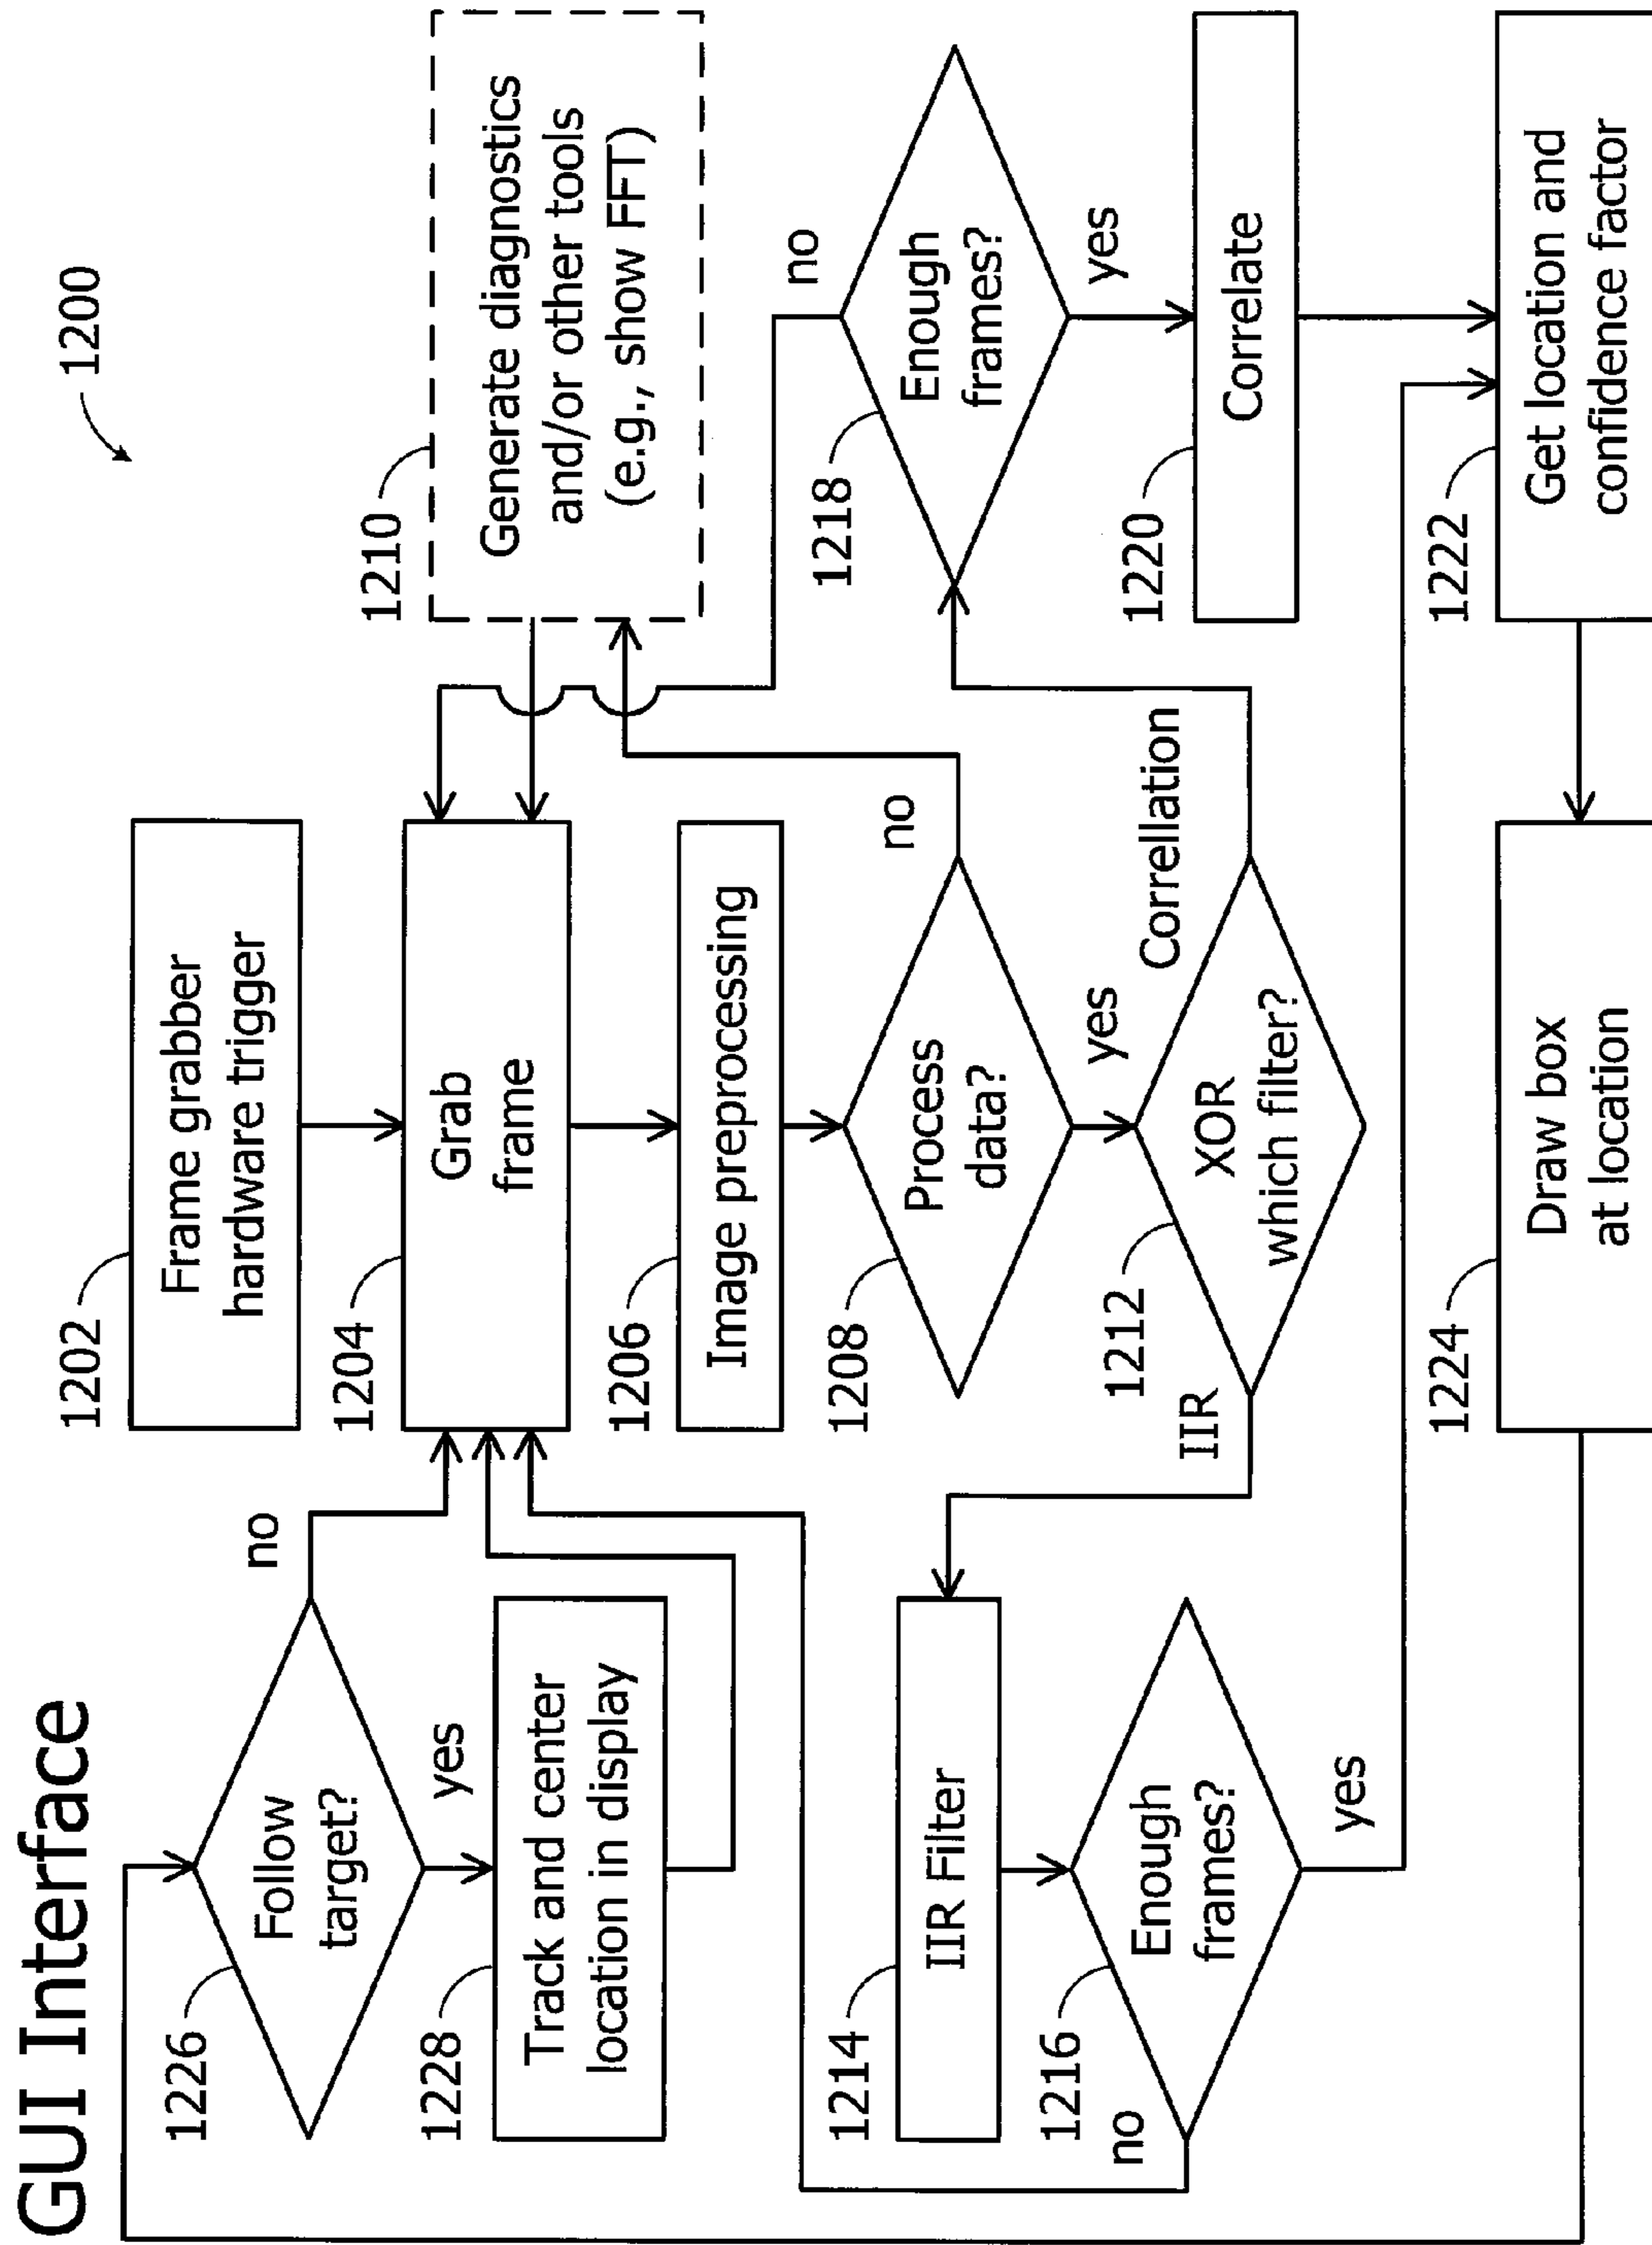 GUI Interface
1200
1202
Frame grabber
hardware trigger
1204
Grab
frame
1206
Image preprocessing
1208
Process
data?
no
yes
1210
Generate diagnostics
and/or other tools
(e.g., show FFT)
1212
XOR
which filter?
IIR
Correllation
1214
IIR Filter
1216
Enough
frames?
no
yes
1218
Enough
frames?
no
yes
1220
Correlate
1222
Get location and
confidence factor
1224
Draw box
at location
1226
Follow
target?
no
yes
1228
Track and center
location in display